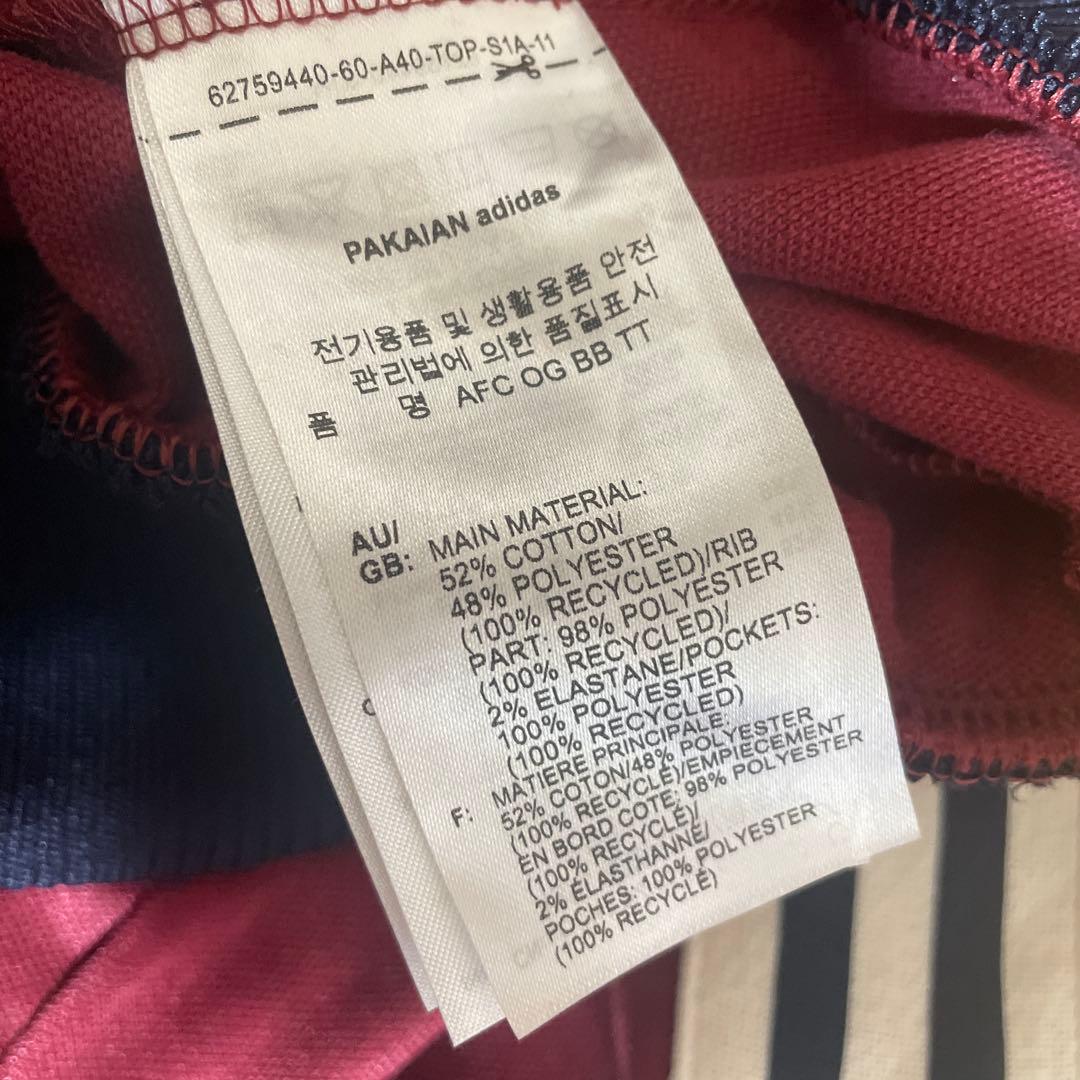 62759440-60-A40-TOP-S1A-11
PAKAIAN adidas
전기용품 및 생활용품 안전
관리법에 의한 품질표시
품 명 AFC OG BB TT
AU/
GB: MAIN MATERIAL:
52% COTTON/
48% POLYESTER
(100% RECYCLED)/RIB
PART: 98% POLYESTER
(100% RECYCLED)/
2% ELASTANE/POCKETS:
100% POLYESTER
(100% RECYCLED)
F: MATIÈRE PRINCIPALE:
52% COTON/48% POLYESTER
(100% RECYCLÉ)/EMPIÈCEMENT
EN BORD CÔTE: 98% POLYESTER
(100% RECYCLÉ)/
2% ÉLASTHANNE/
POCHES: 100% POLYESTER
(100% RECYCLÉ)